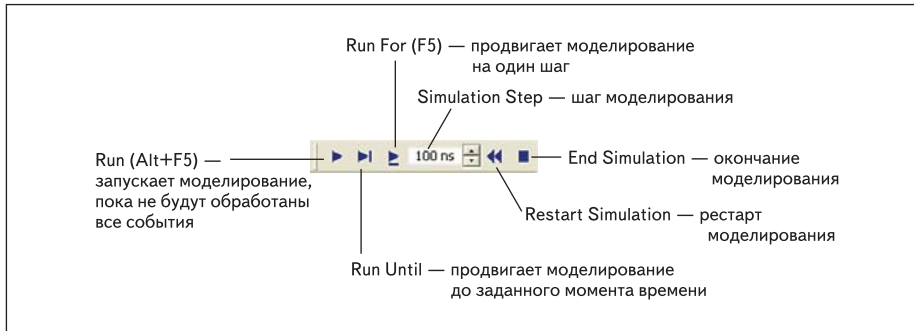 Run For (F5) — продвигает моделирование
на один шаг
Simulation Step — шаг моделирования
100 ns
Run (Alt+F5) —
запускает моделирование,
пока не будут обработаны
все события
End Simulation — окончание
моделирования
Restart Simulation — рестарт
моделирования
Run Until — продвигает моделирование
до заданного момента времени